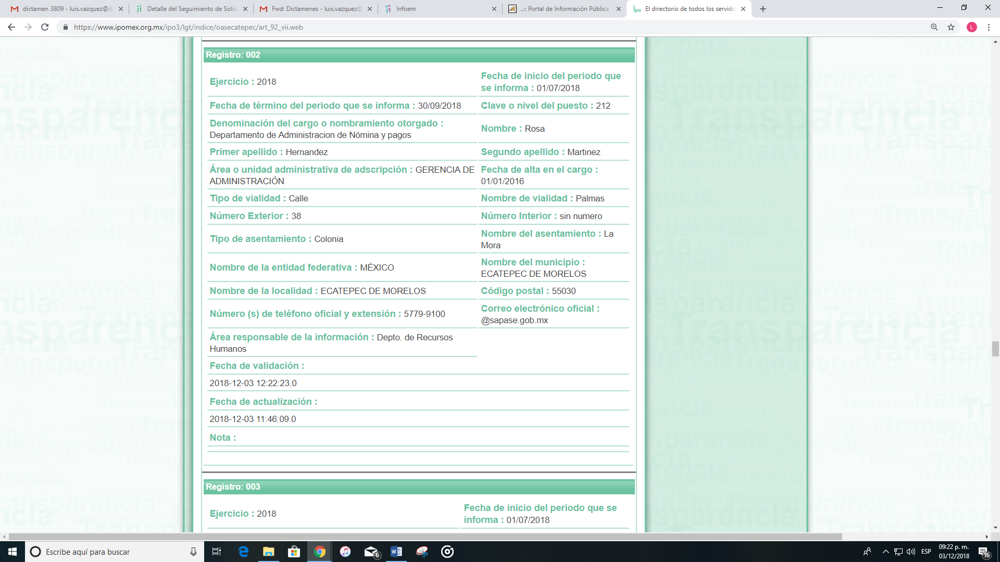 dictamen 3809 - luis.vazquez@it
Detalle del Seguimiento de Solici
Fwd: Dictamenes - luis.vazquez@
Infoem
..:: Portal de Información Pública
El directorio de todos los servido
https://www.ipomex.org.mx/ipo3/lgt/indice/oasecatepec/art_92_vii.web
L
Registro: 002
Ejercicio : 2018
Fecha de inicio del periodo que
se informa : 01/07/2018
Fecha de término del periodo que se informa : 30/09/2018
Clave o nivel del puesto : 212
Denominación del cargo o nombramiento otorgado :
Departamento de Administracion de Nómina y pagos
Nombre : Rosa
Primer apellido : Hernandez
Segundo apellido : Martinez
Área o unidad administrativa de adscripción : GERENCIA DE
ADMINISTRACIÓN
Fecha de alta en el cargo :
01/01/2016
Tipo de vialidad : Calle
Nombre de vialidad : Palmas
Número Exterior : 38
Número Interior : sin numero
Tipo de asentamiento : Colonia
Nombre del asentamiento : La
Mora
Nombre de la entidad federativa : MÉXICO
Nombre del municipio :
ECATEPEC DE MORELOS
Nombre de la localidad : ECATEPEC DE MORELOS
Código postal : 55030
Número (s) de teléfono oficial y extensión : 5779-9100
Correo electrónico oficial :
@sapase.gob.mx
Área responsable de la información : Depto. de Recursos
Humanos
Fecha de validación :
2018-12-03 12:22:23.0
Fecha de actualización :
2018-12-03 11:46:09.0
Nota :
Registro: 003
Ejercicio : 2018
Fecha de inicio del periodo que se
informa : 01/07/2018
Transparencia
Escribe aquí para buscar
6
ESP
09:22 p. m.
03/12/2018
16